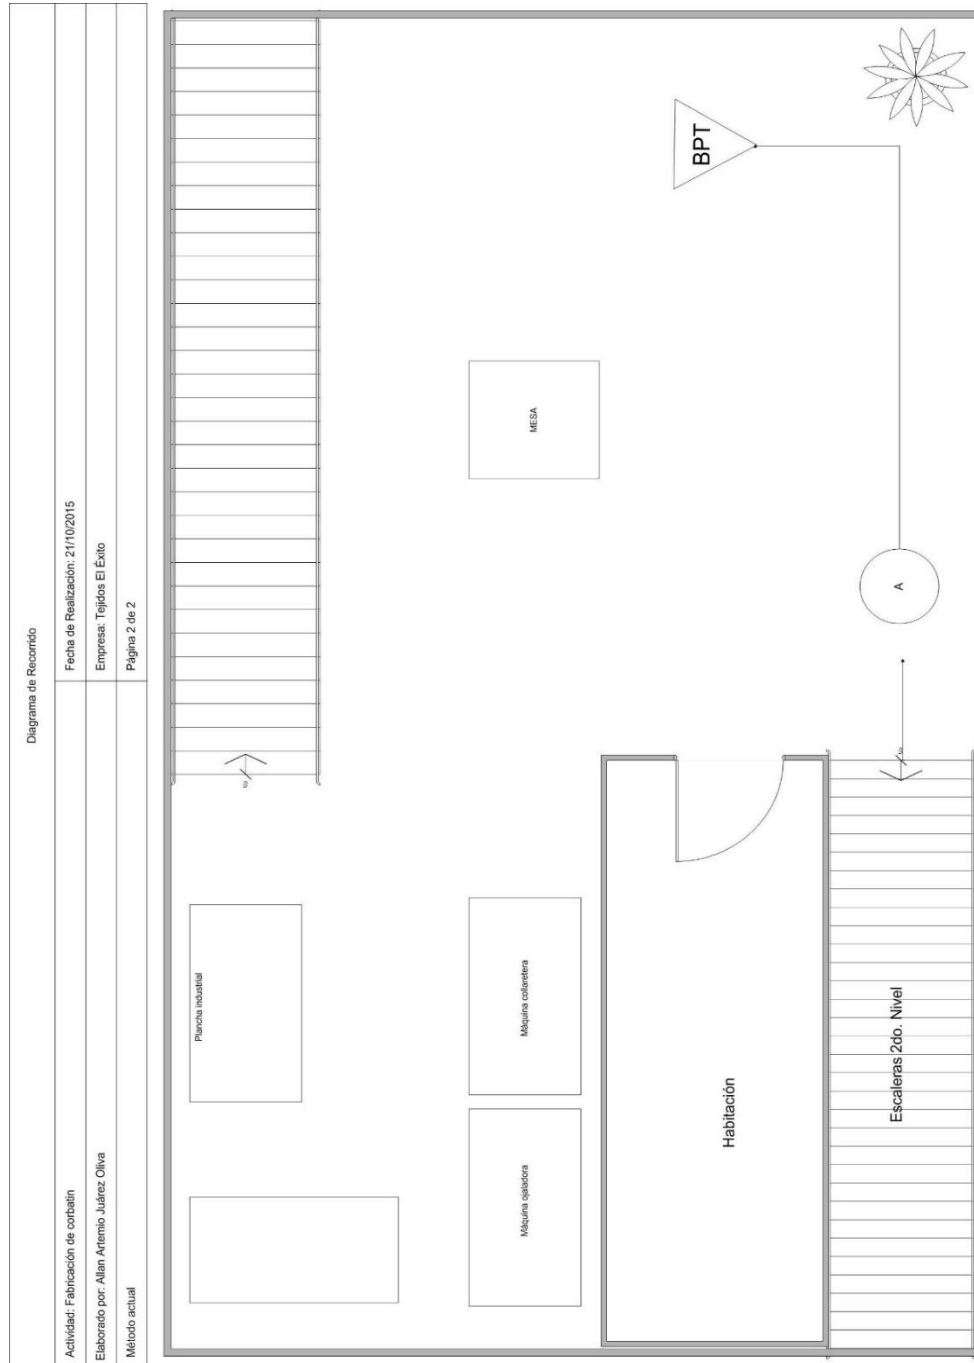 Diagrama de Recorrido
Actividad: Fabricación de corbatín
Fecha de Realización: 21/10/2015
Elaborado por: Allan Artemio Juárez Oliva
Empresa: Tejidos El Éxito
Método actual
Página 2 de 2
Plancha industrial
Máquina ojaladora
Máquina collaretera
MESA
BPT
Habitación
Escaleras 2do. Nivel
A